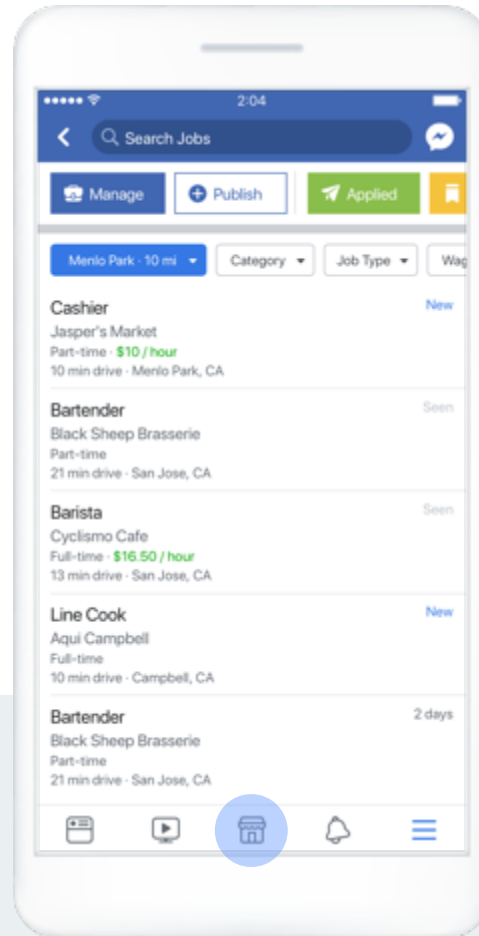 2:04
Search Jobs
Manage Publish Applied
Menlo Park · 10 mi Category Job Type Wag
Cashier New
Jasper's Market
Part-time · $10 / hour
10 min drive · Menlo Park, CA
Bartender Seen
Black Sheep Brasserie
Part-time
21 min drive · San Jose, CA
Barista Seen
Cyclismo Cafe
Full-time · $16.50 / hour
13 min drive · San Jose, CA
Line Cook New
Aqui Campbell
Full-time
10 min drive · Campbell, CA
Bartender 2 days
Black Sheep Brasserie
Part-time
21 min drive · San Jose, CA